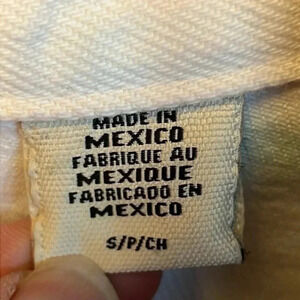 MADE IN
MEXICO
FABRIQUE AU
MEXIQUE
FABRICADO EN
MEXICO
S/P/CH